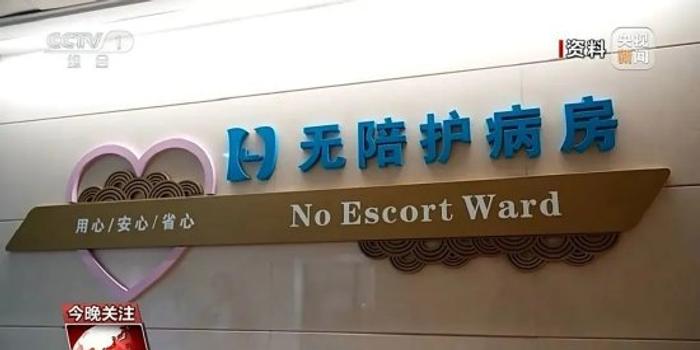 CCTV 1
综合
资料
央视新闻
无陪护病房
用心/安心/省心
No Escort Ward
今晚关注